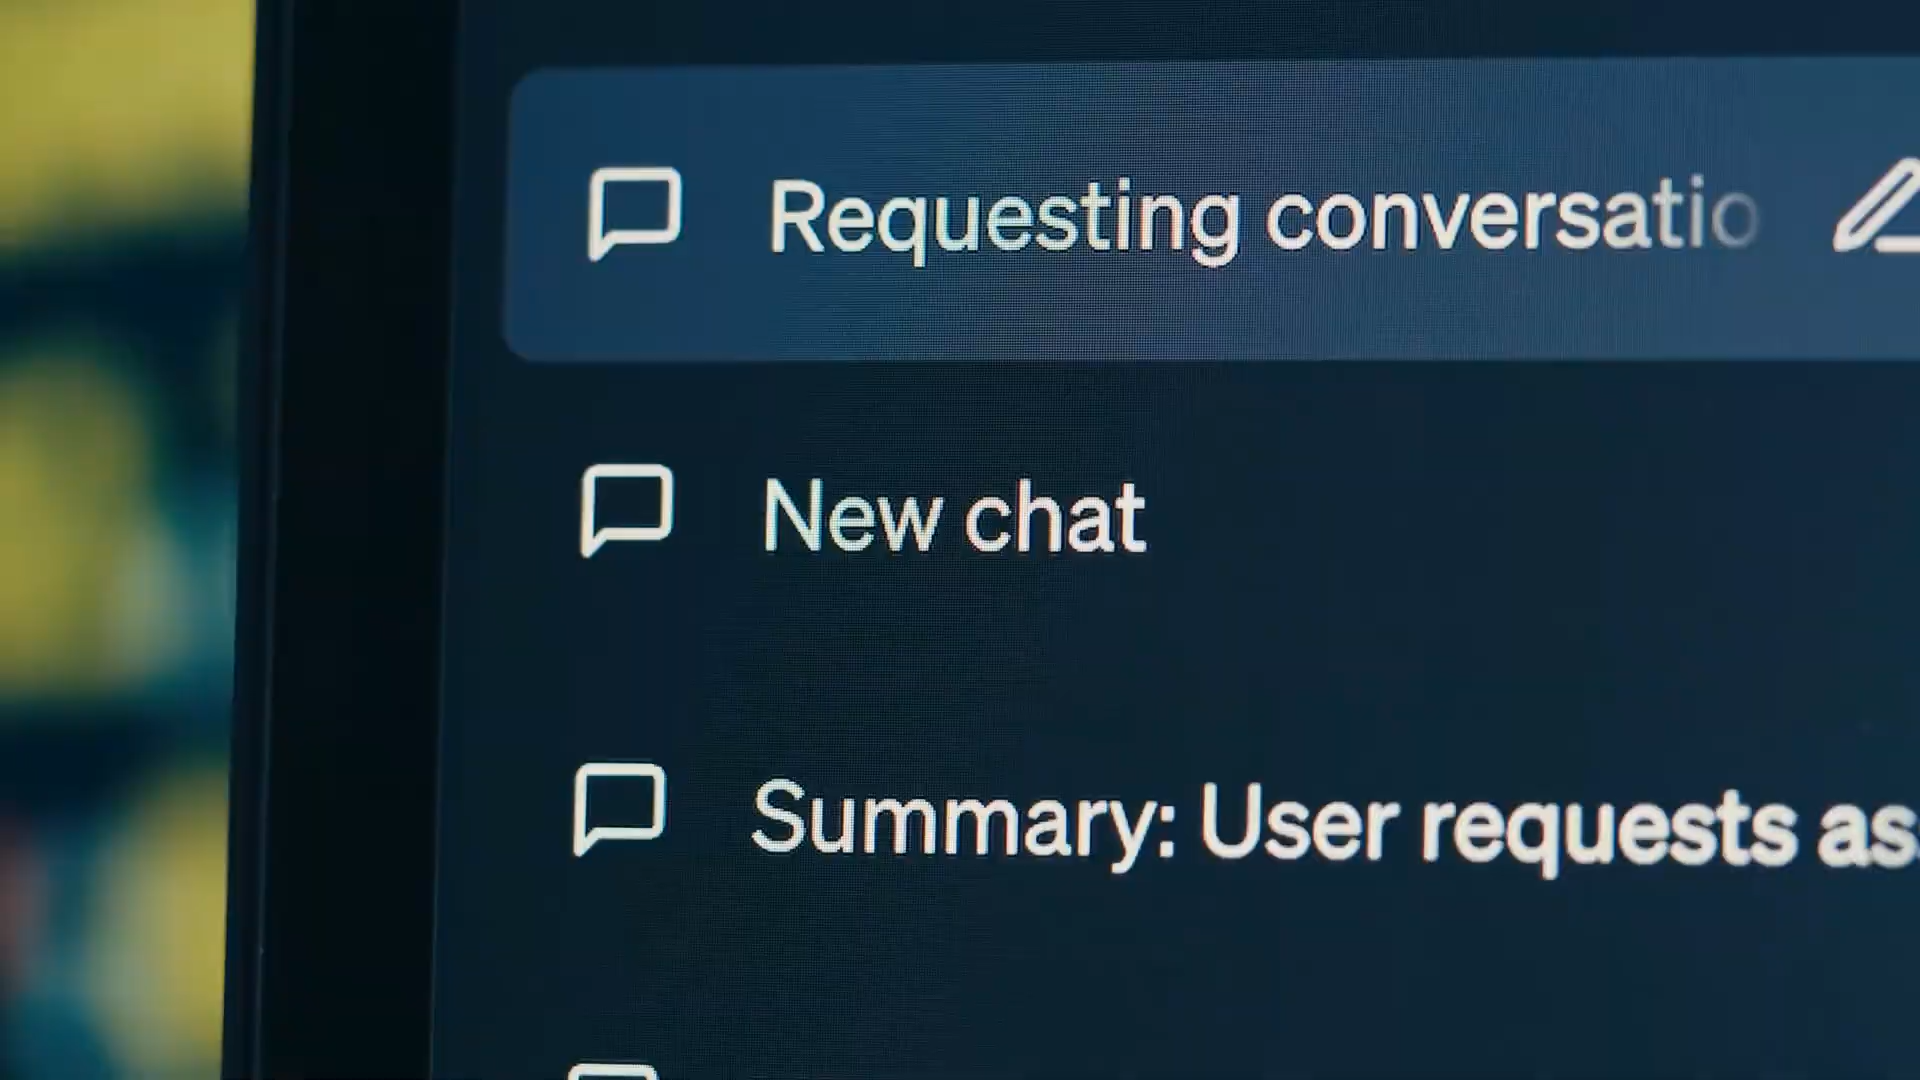 Requesting conversatio
New chat
Summary: User requests as